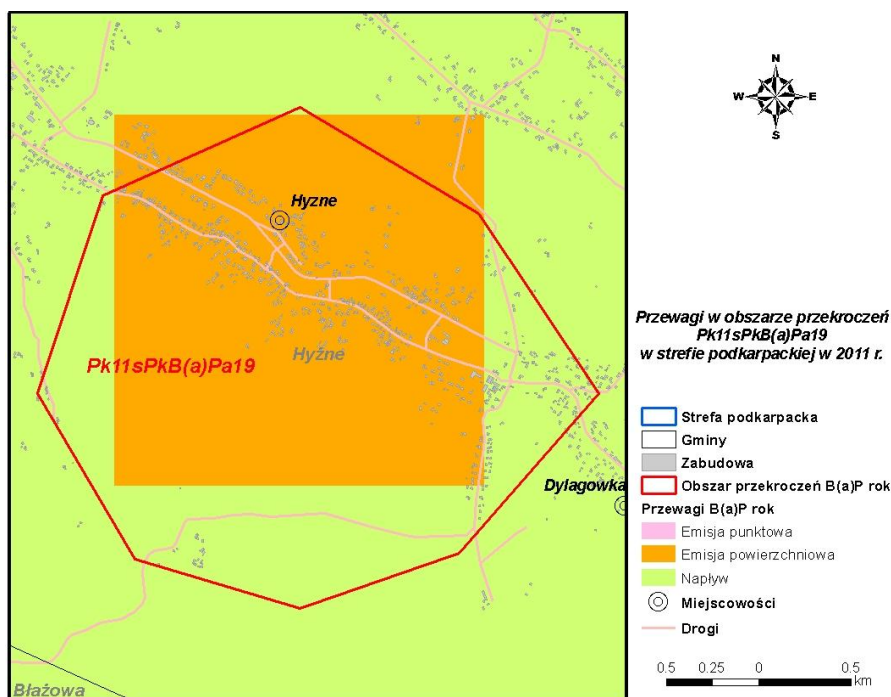 Hyzne
Hyżne
Pk11sPkB(a)Pa19
Dylagowka
Błażowa
N
W E
S
Przewagi w obszarze przekroczeń
Pk11sPkB(a)Pa19
w strefie podkarpackiej w 2011 r.
Strefa podkarpacka
Gminy
Zabudowa
Obszar przekroczeń B(a)P rok
Przewagi B(a)P rok
Emisja punktowa
Emisja powierzchniowa
Napływ
Miejscowości
Drogi
0.5 0.25 0 0.5
km